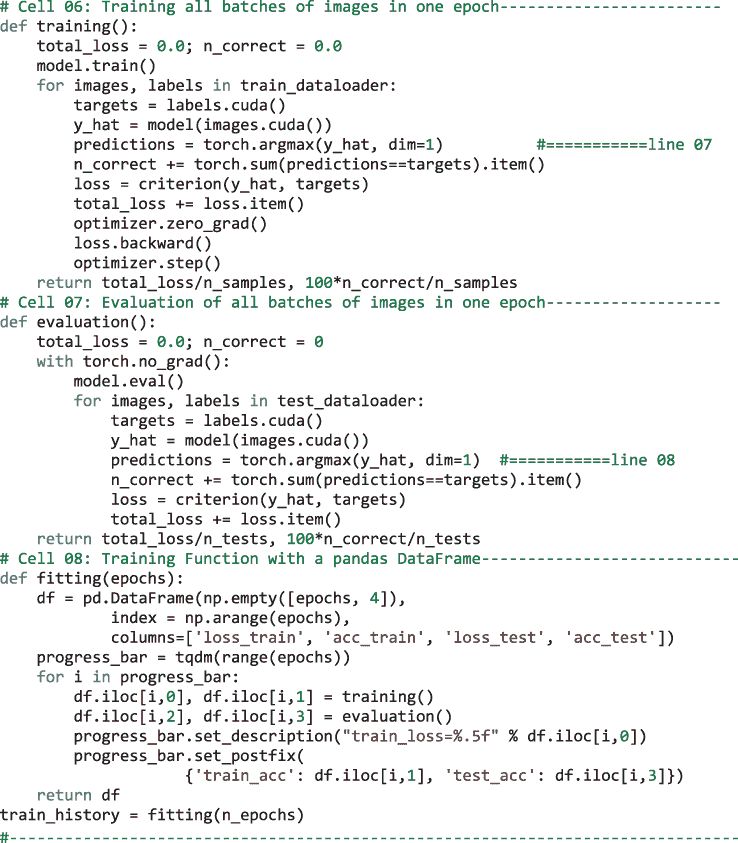 # Cell 06: Training all batches of images in one epoch------------------------
def training():
    total_loss = 0.0; n_correct = 0.0
    model.train()
    for images, labels in train_dataloader:
        targets = labels.cuda()
        y_hat = model(images.cuda())
        predictions = torch.argmax(y_hat, dim=1)          #===========line 07
        n_correct += torch.sum(predictions==targets).item()
        loss = criterion(y_hat, targets)
        total_loss += loss.item()
        optimizer.zero_grad()
        loss.backward()
        optimizer.step()
    return total_loss/n_samples, 100*n_correct/n_samples
# Cell 07: Evaluation of all batches of images in one epoch-------------------
def evaluation():
    total_loss = 0.0; n_correct = 0
    with torch.no_grad():
        model.eval()
        for images, labels in test_dataloader:
            targets = labels.cuda()
            y_hat = model(images.cuda())
            predictions = torch.argmax(y_hat, dim=1)  #===========line 08
            n_correct += torch.sum(predictions==targets).item()
            loss = criterion(y_hat, targets)
            total_loss += loss.item()
    return total_loss/n_tests, 100*n_correct/n_tests
# Cell 08: Training Function with a pandas DataFrame----------------------------
def fitting(epochs):
    df = pd.DataFrame(np.empty([epochs, 4]),
            index = np.arange(epochs),
            columns=['loss_train', 'acc_train', 'loss_test', 'acc_test'])
    progress_bar = tqdm(range(epochs))
    for i in progress_bar:
        df.iloc[i,0], df.iloc[i,1] = training()
        df.iloc[i,2], df.iloc[i,3] = evaluation()
        progress_bar.set_description("train_loss=%.5f" % df.iloc[i,0])
        progress_bar.set_postfix(
                    {'train_acc': df.iloc[i,1], 'test_acc': df.iloc[i,3]})
    return df
train_history = fitting(n_epochs)
#-------------------------------------------------------------------------------